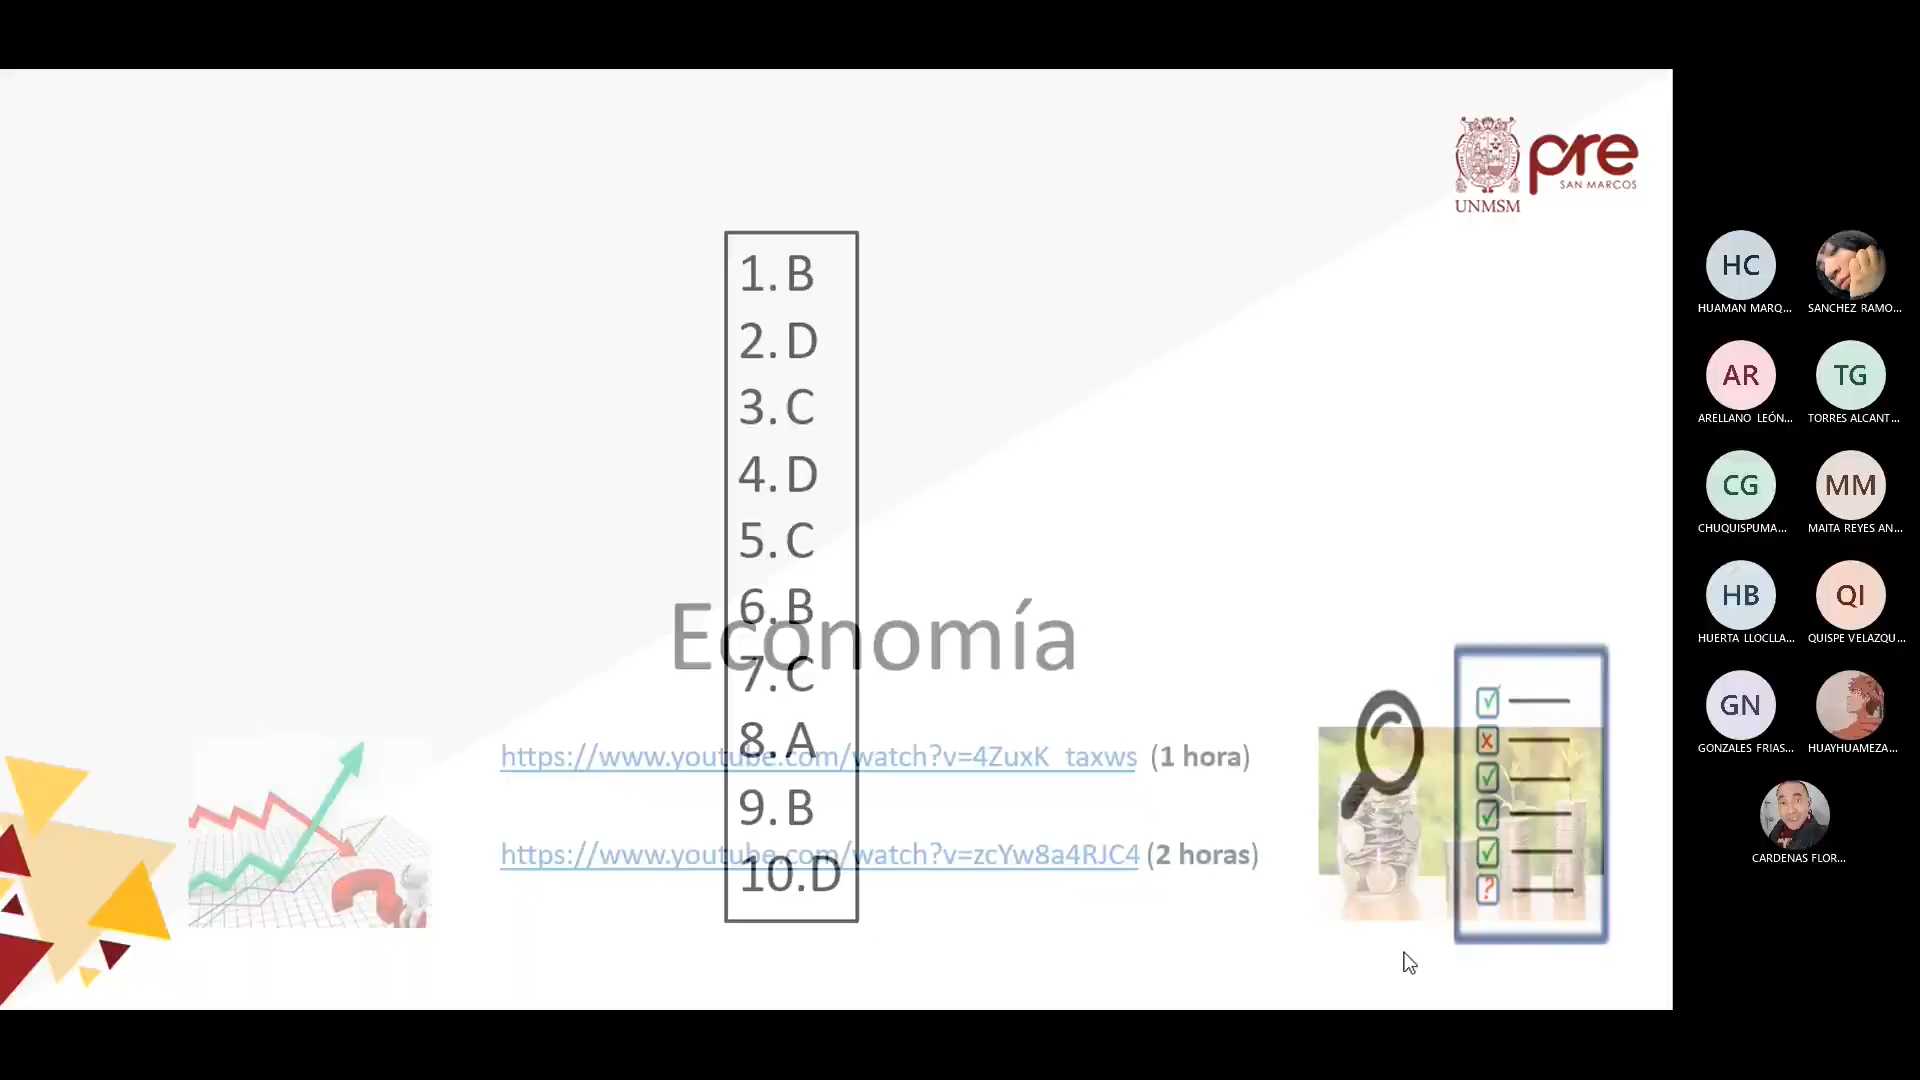 pre
SAN MARCOS
UNMSM
1. B
2. D
3. C
4. D
5. C
6. B
Economía
7. C
8. A
https://www.youtube.com/watch?v=4ZuxK_taxws (1 hora)
9. B
https://www.youtube.com/watch?v=zcYw8a4RJC4 (2 horas)
10. D
HC
HUAMAN MARQ...
SANCHEZ RAMO...
AR
TG
ARELLANO LEÓN...
TORRES ALCANT...
CG
MM
CHUQUISPUMA...
MAITA REYES AN...
HB
QI
HUERTA LLOCLLA...
QUISPE VELAZQU...
GN
GONZALES FRIAS...
HUAYHUAMEZA...
CARDENAS FLOR...